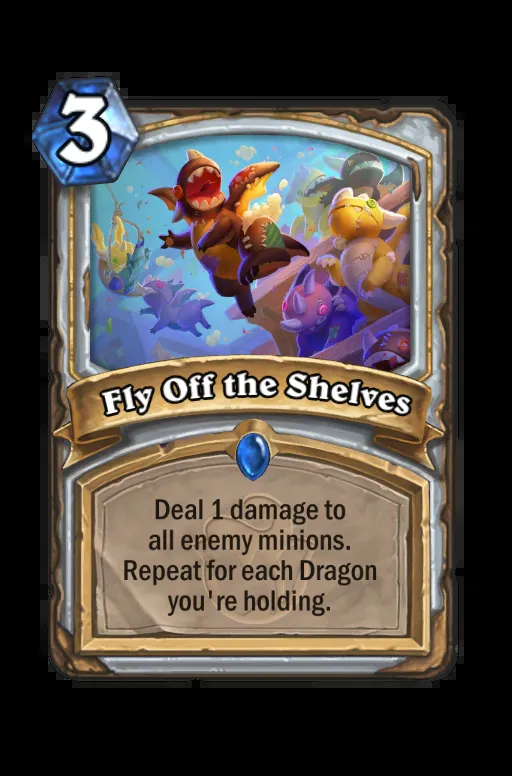 3
Fly Off the Shelves
Deal 1 damage to
all enemy minions.
Repeat for each Dragon
you're holding.